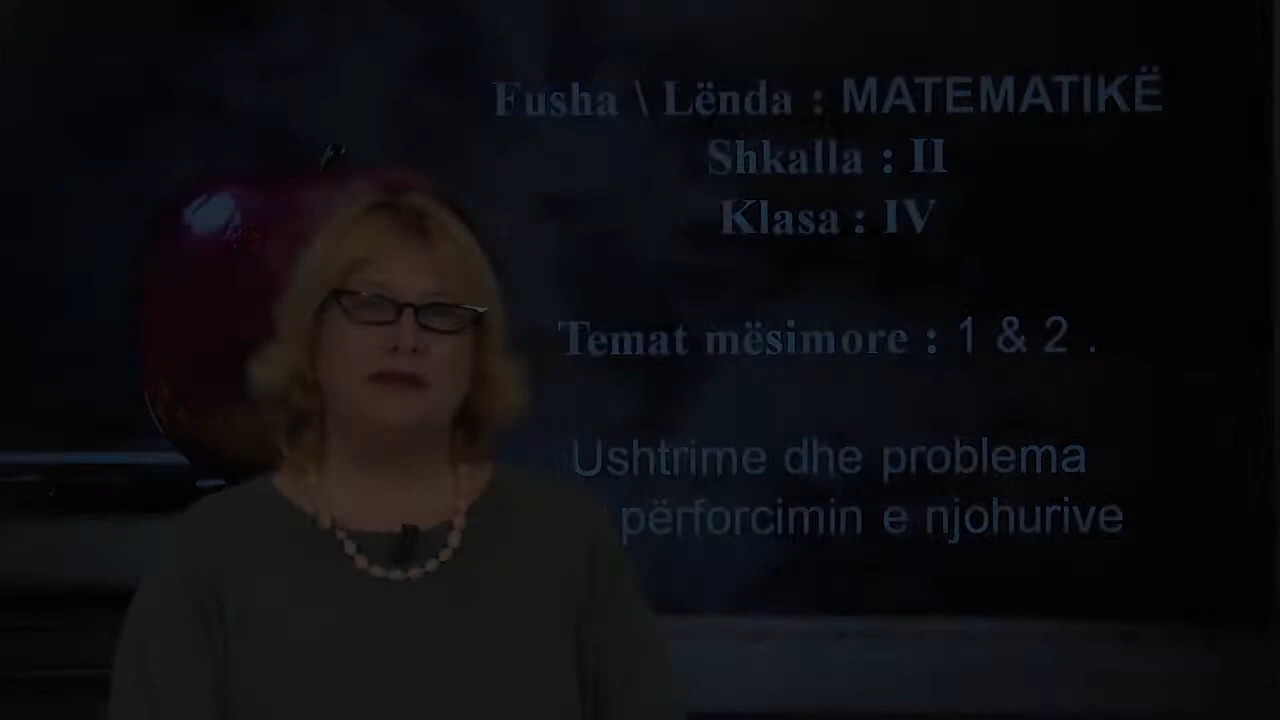 Fusha \ Lënda : MATEMATIKË
Shkalla : II
Klasa : IV
Temat mësimore : 1 & 2 .
Ushtrime dhe problema
përforcimin e njohurive